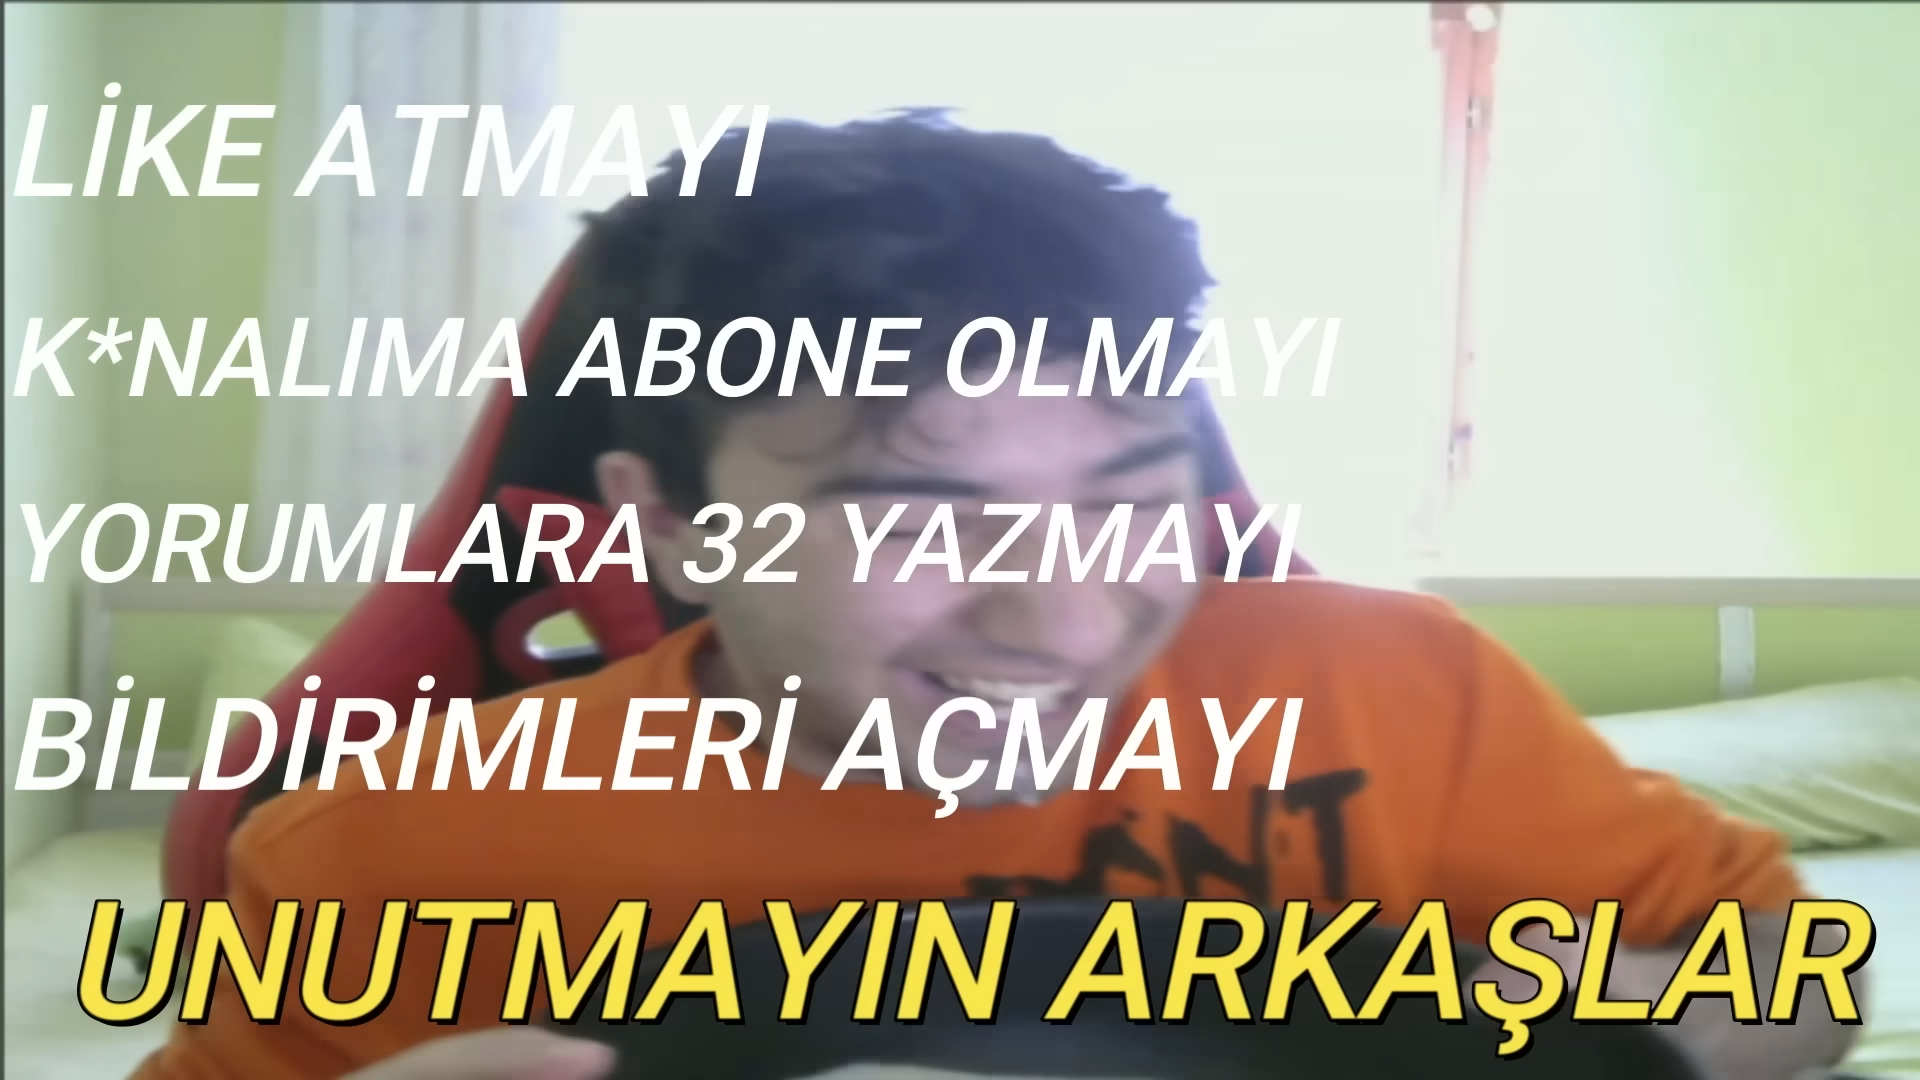 LİKE ATMAYI
K*NALIMA ABONE OLMAYI
YORUMLARA 32 YAZMAYI
BİLDİRİMLERİ AÇMAYI
UNUTMAYIN ARKAŞLAR